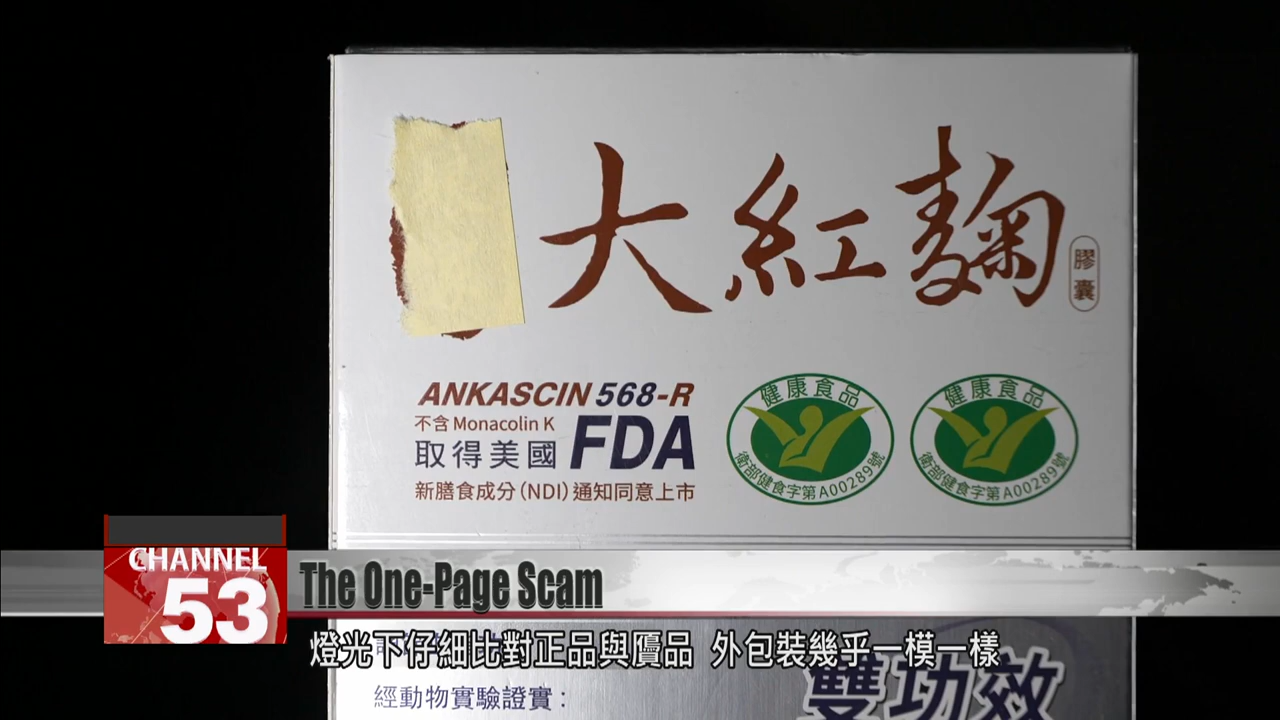 大紅麴
膠囊
ANKASCIN 568-R
不含 Monacolin K
取得美國 FDA
新膳食成分(NDI)通知同意上市
健康食品
衛部健食字第A00289號
健康食品
衛部健食字第A00289號
CHANNEL
53
The One-Page Scam
燈光下仔細比對正品與贗品 外包裝幾乎一模一樣
雙功效
經動物實驗證實: